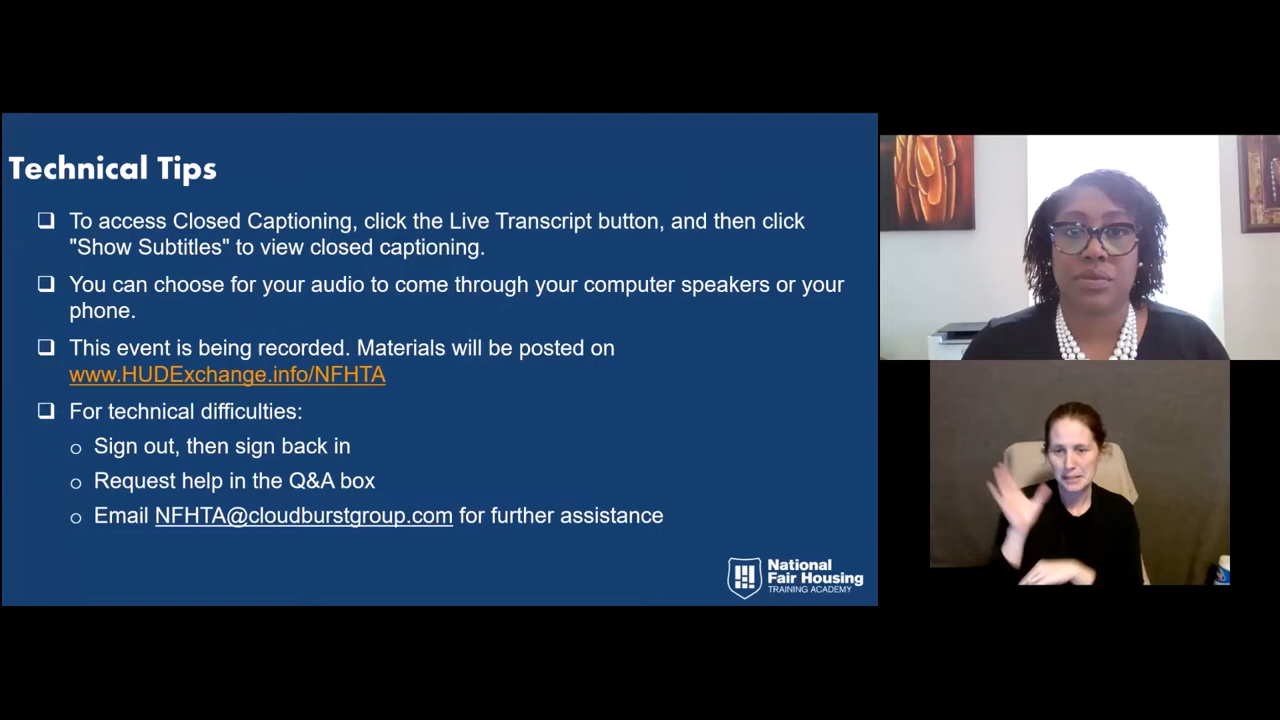 Technical Tips
❑ To access Closed Captioning, click the Live Transcript button, and then click
"Show Subtitles" to view closed captioning.
❑ You can choose for your audio to come through your computer speakers or your
phone.
❑ This event is being recorded. Materials will be posted on
www.HUDExchange.info/NFHTA
❑ For technical difficulties:
o Sign out, then sign back in
o Request help in the Q&A box
o Email NFHTA@cloudburstgroup.com for further assistance
National
Fair Housing
TRAINING ACADEMY